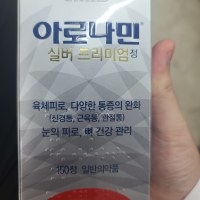 아로나민
실버 프리미엄정
육체피로, 다양한 통증의 완화
(신경통, 근육통, 관절통)
눈의 피로, 뼈 건강 관리
150정 일반의약품